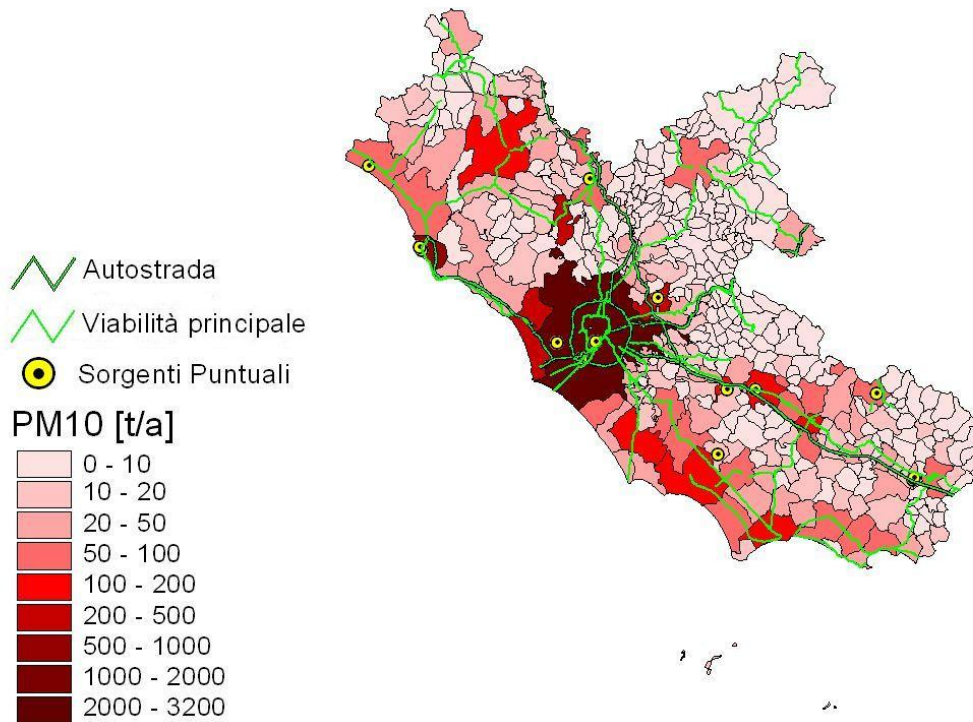 Autostrada
Viabilità principale
Sorgenti Puntuali
PM10 [t/a]
0 - 10
10 - 20
20 - 50
50 - 100
100 - 200
200 - 500
500 - 1000
1000 - 2000
2000 - 3200